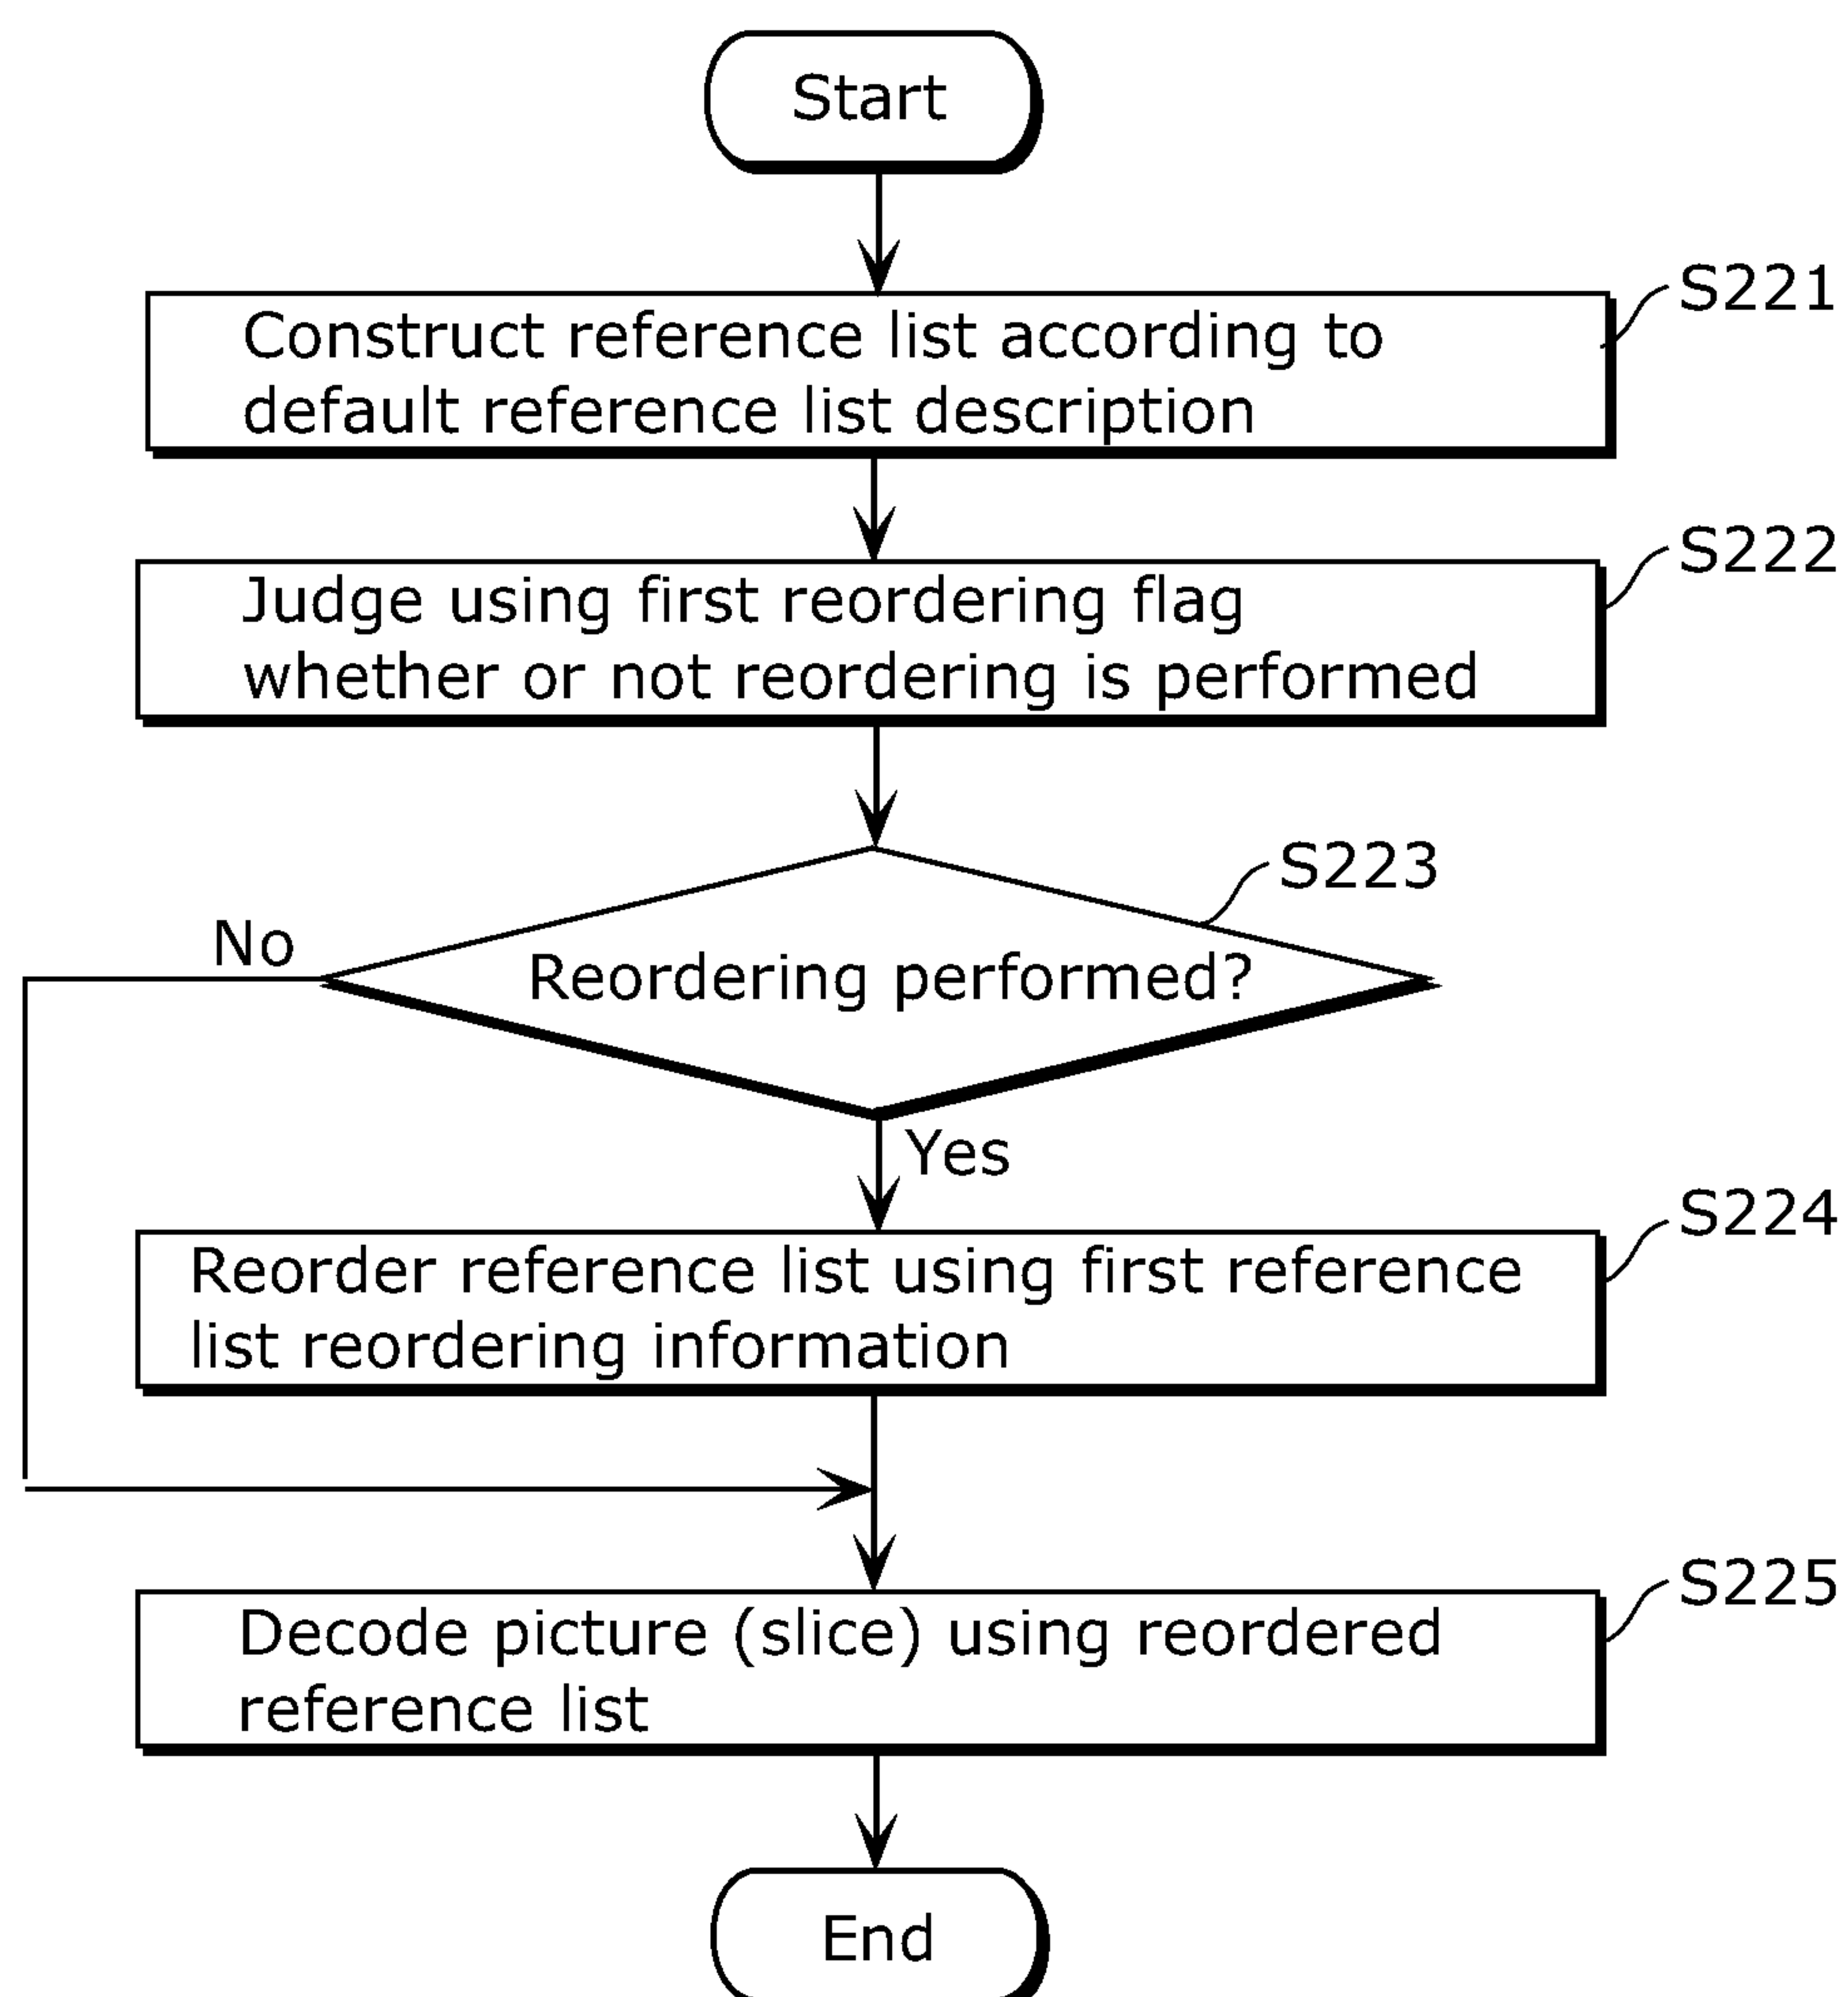 Start
S221
Construct reference list according to
default reference list description
S222
Judge using first reordering flag
whether or not reordering is performed
S223
No
Reordering performed?
Yes
S224
Reorder reference list using first reference
list reordering information
S225
Decode picture (slice) using reordered
reference list
End